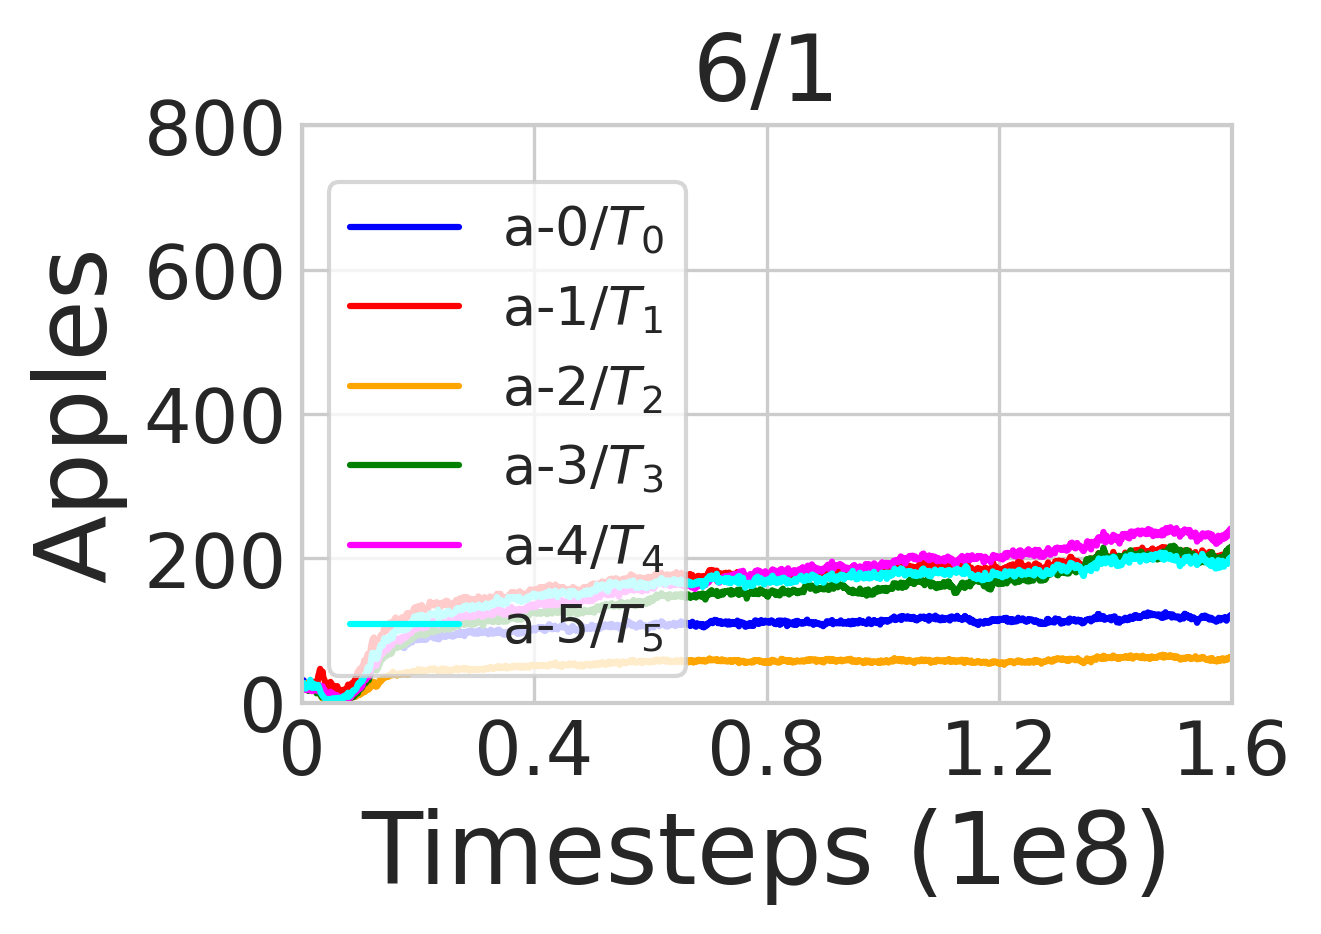 6/1
800
600
400
200
0
Apples
a-0/T₀
a-1/T₁
a-2/T₂
a-3/T₃
a-4/T₄
a-5/T₅
0 0.4 0.8 1.2 1.6
Timesteps (1e8)